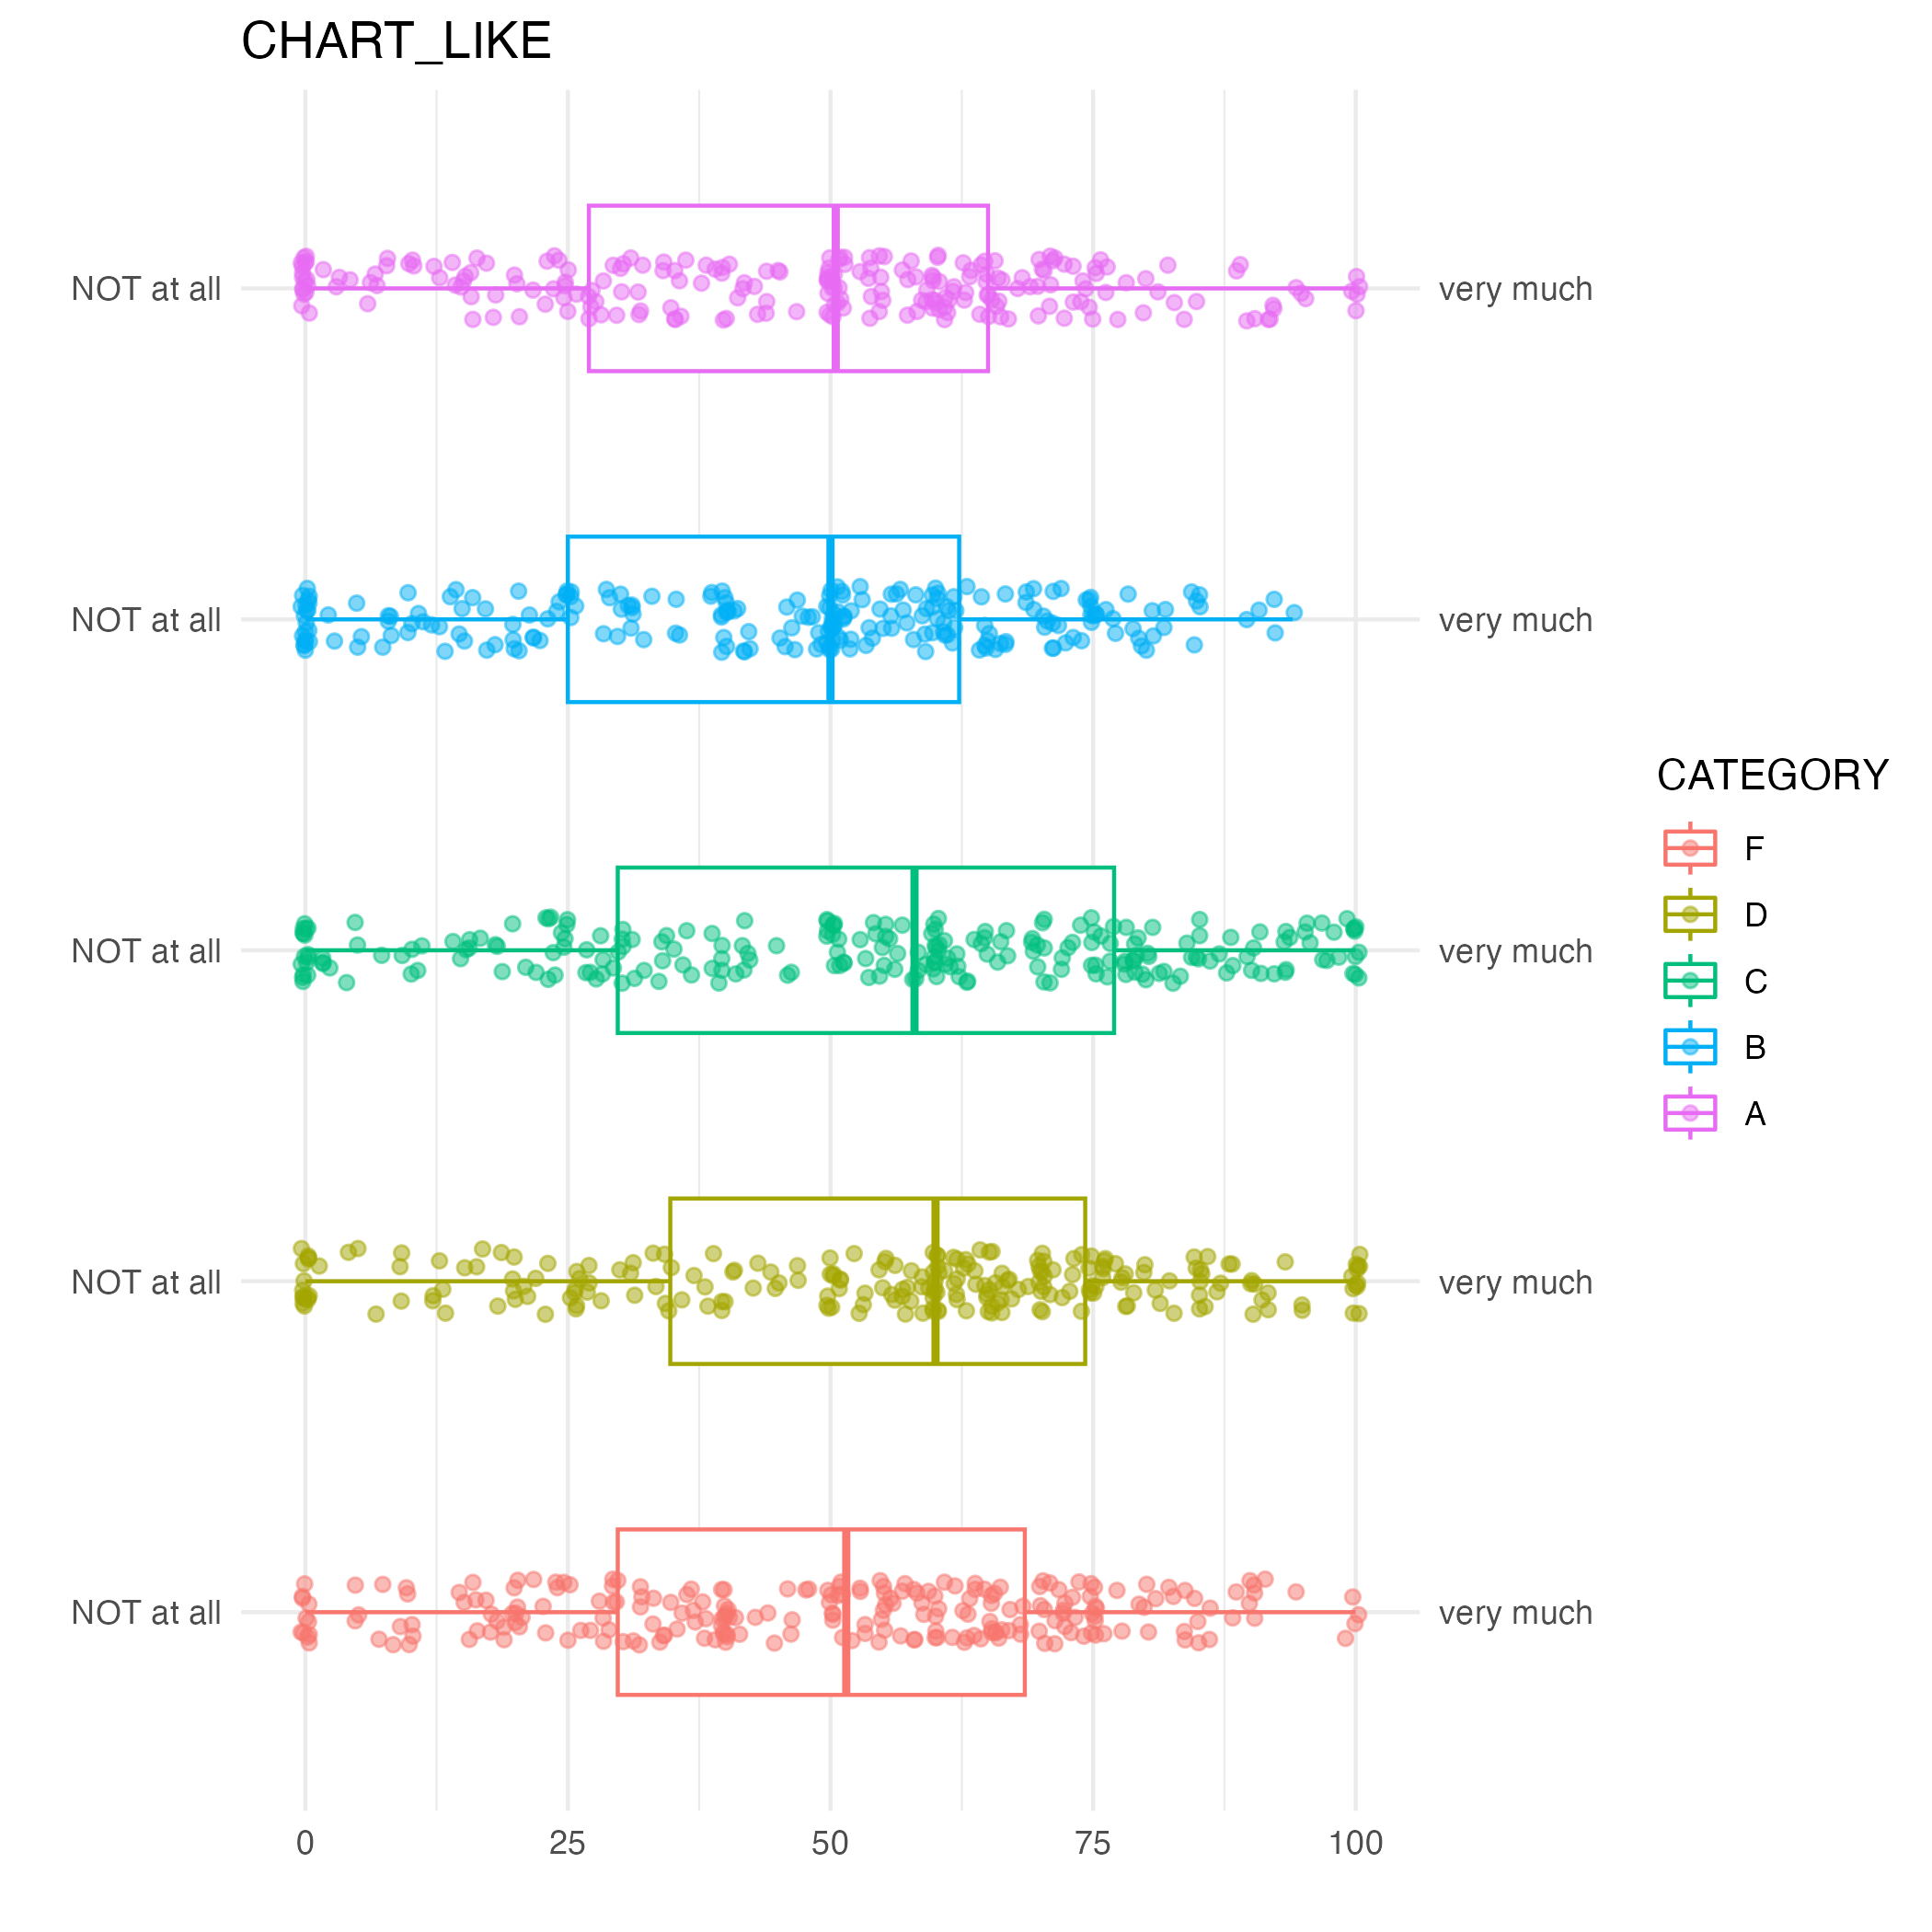 CHART_LIKE
NOT at all very much
NOT at all very much
NOT at all very much
NOT at all very much
NOT at all very much
0 25 50 75 100
CATEGORY
F
D
C
B
A